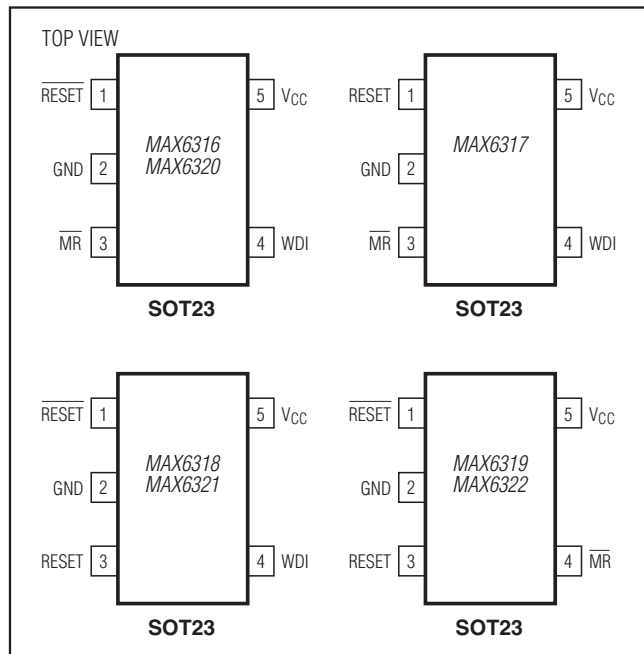 TOP VIEW
RESET 1
5 VCC
GND 2
MR 3
4 WDI
MAX6316
MAX6320
SOT23
RESET 1
5 VCC
GND 2
MR 3
4 WDI
MAX6317
SOT23
RESET 1
5 VCC
GND 2
RESET 3
4 WDI
MAX6318
MAX6321
SOT23
RESET 1
5 VCC
GND 2
RESET 3
4 MR
MAX6319
MAX6322
SOT23